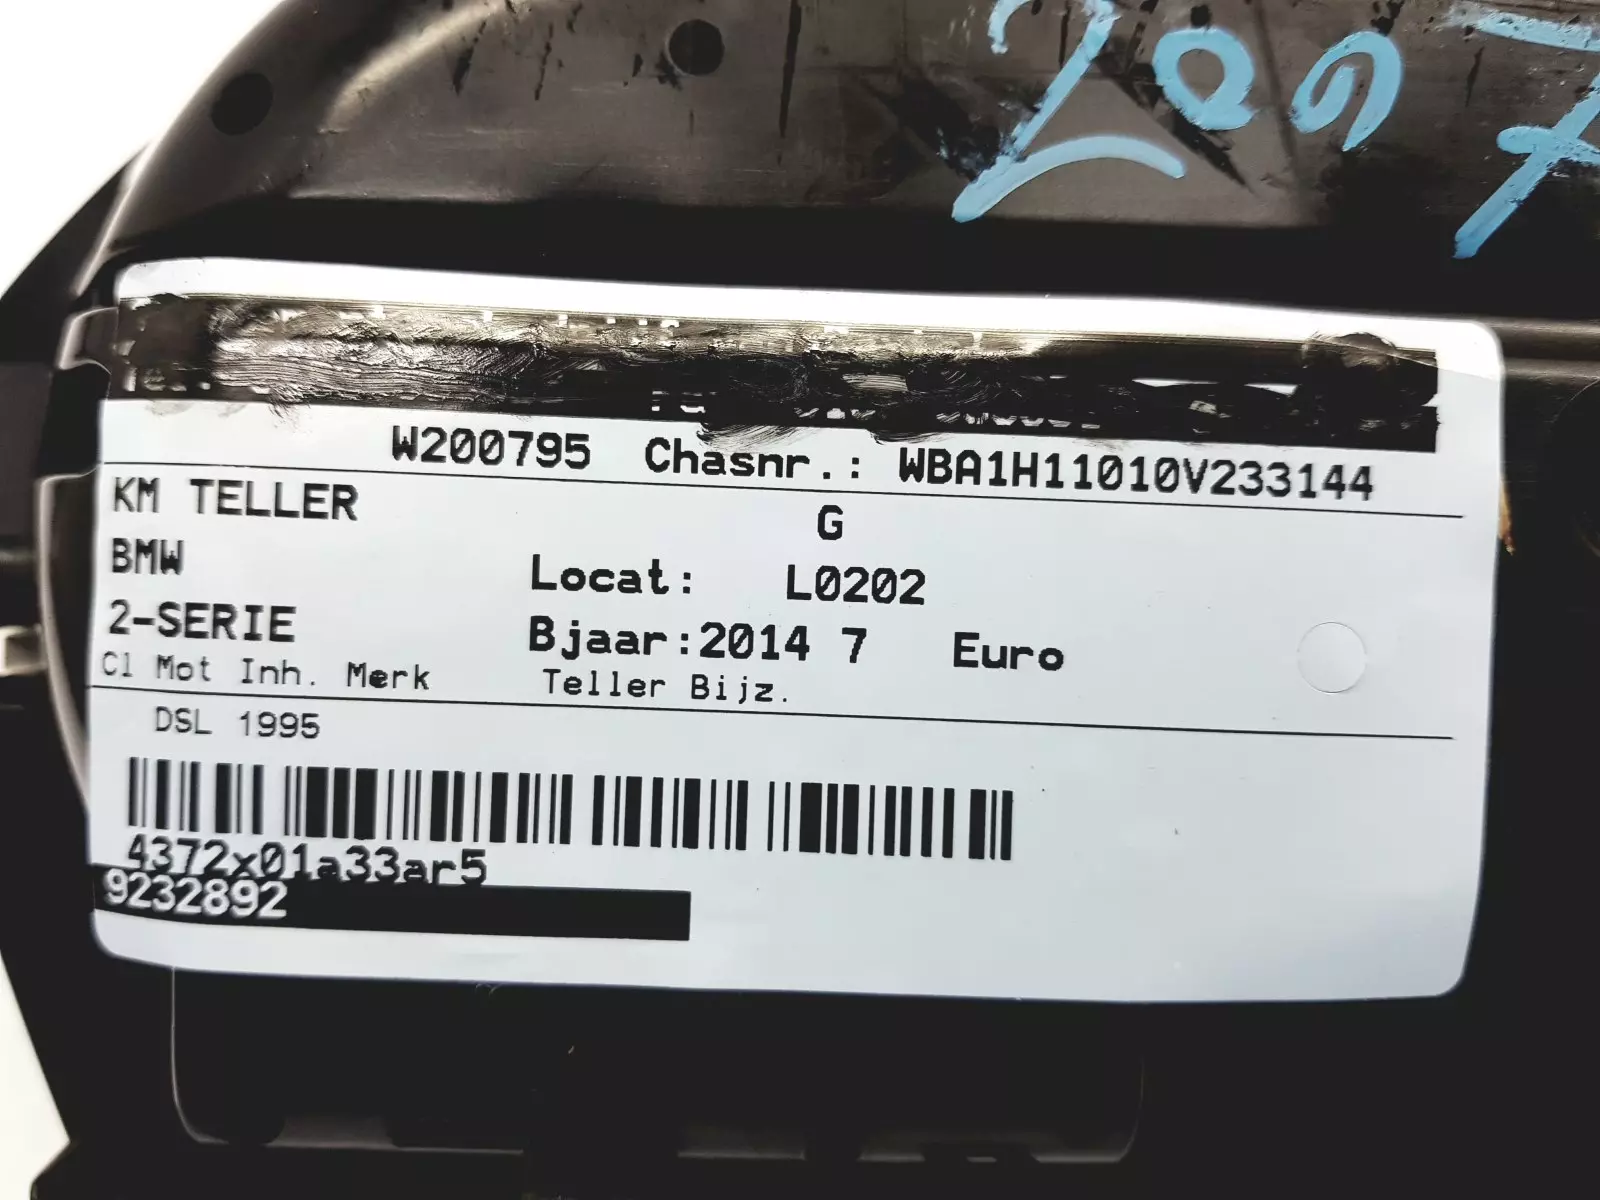 W200795 Chasnr.: WBA1H11010V233144
KM TELLER G
BMW Locat: L0202
2-SERIE Bjaar:2014 7 Euro
Cl Mot Inh. Merk Teller Bijz.
DSL 1995
4372x01a33ar5
9232892